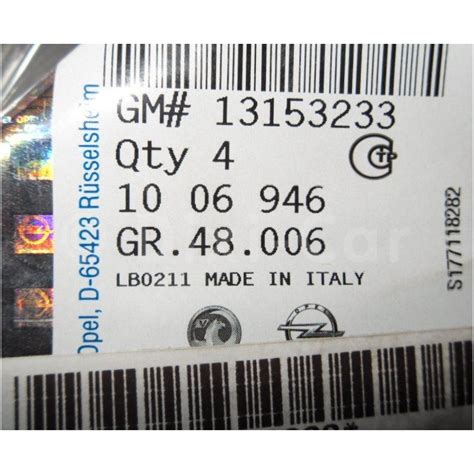 GM# 13153233
Qty 4
10 06 946
GR.48.006
LB0211 MADE IN ITALY
Opel, D-65423 Rüsselsheim
S177118282